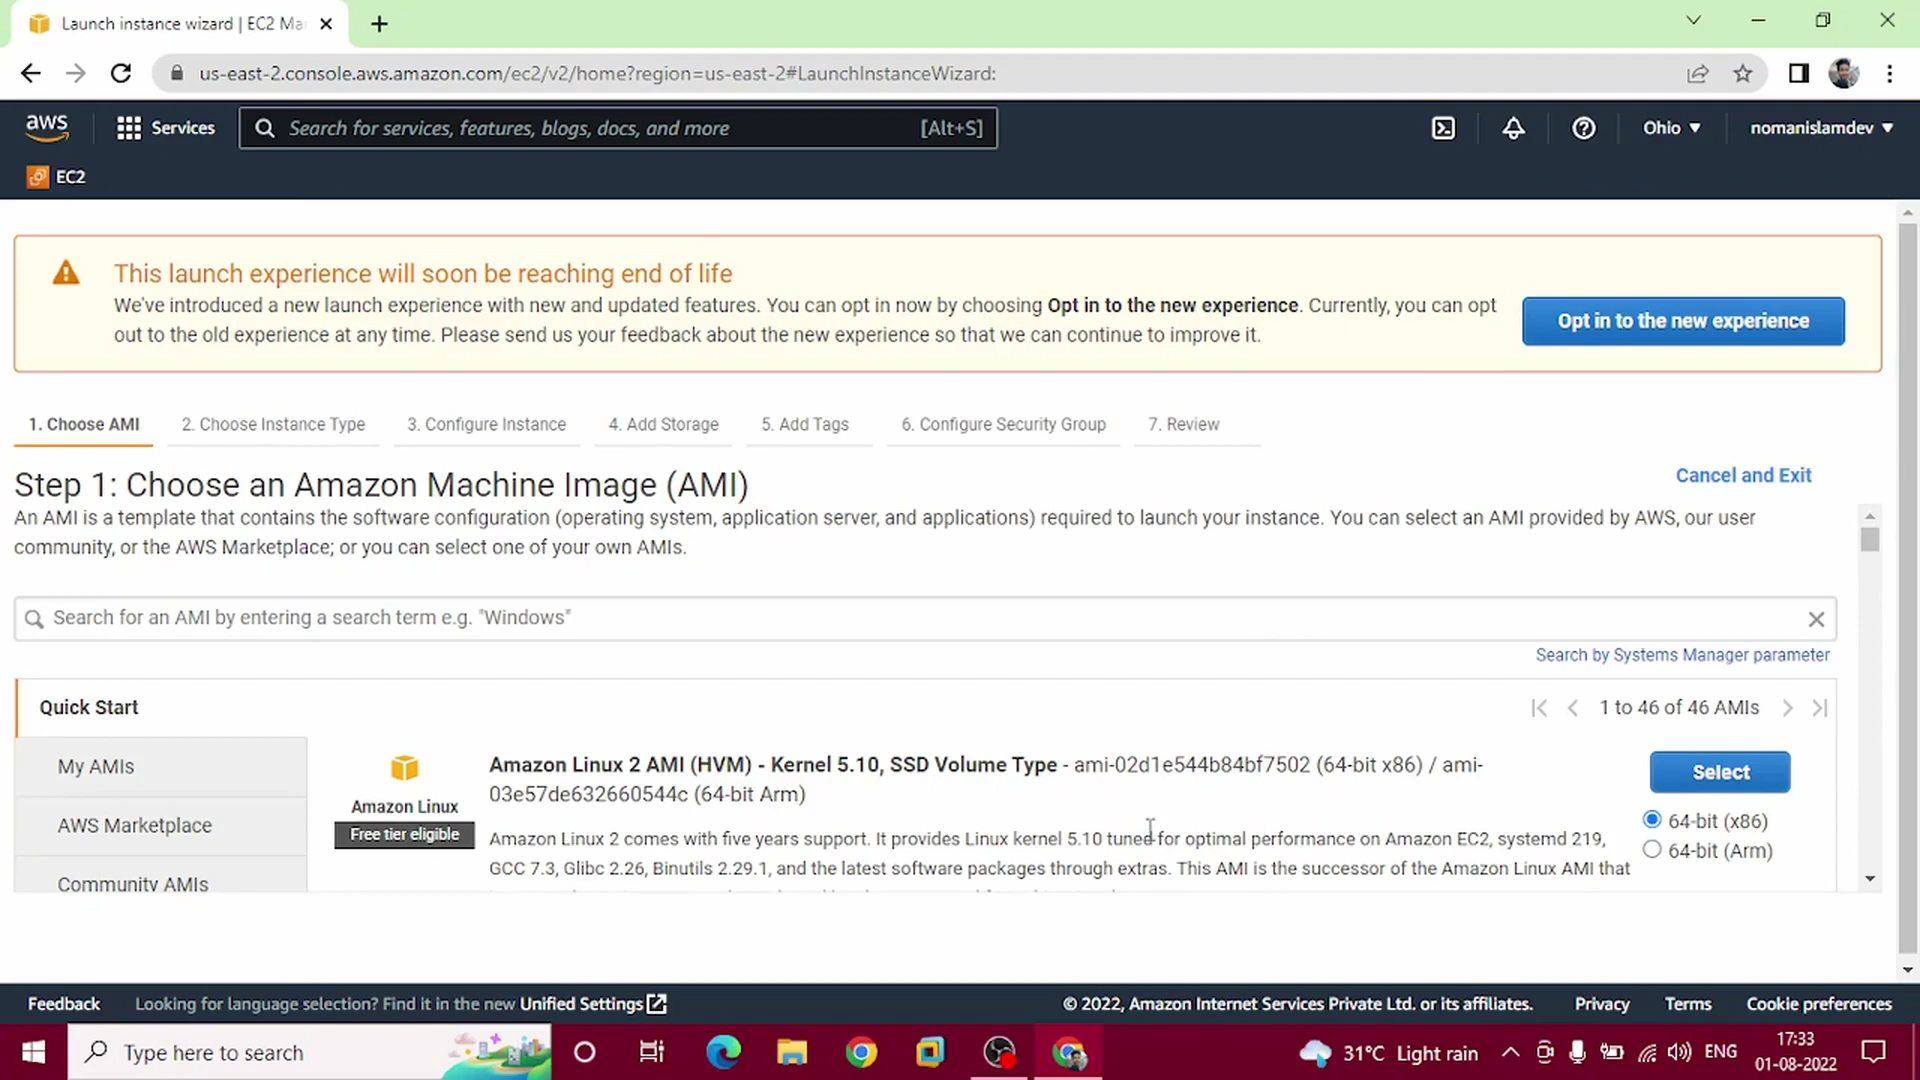 Launch instance wizard | EC2 Ma
us-east-2.console.aws.amazon.com/ec2/v2/home?region=us-east-2#LaunchInstanceWizard:
aws
Services
Search for services, features, blogs, docs, and more
[Alt+S]
Ohio
nomanislamdev
EC2
This launch experience will soon be reaching end of life
We've introduced a new launch experience with new and updated features. You can opt in now by choosing Opt in to the new experience. Currently, you can opt
out to the old experience at any time. Please send us your feedback about the new experience so that we can continue to improve it.
Opt in to the new experience
1. Choose AMI
2. Choose Instance Type
3. Configure Instance
4. Add Storage
5. Add Tags
6. Configure Security Group
7. Review
Step 1: Choose an Amazon Machine Image (AMI)
Cancel and Exit
An AMI is a template that contains the software configuration (operating system, application server, and applications) required to launch your instance. You can select an AMI provided by AWS, our user
community, or the AWS Marketplace; or you can select one of your own AMIs.
Search for an AMI by entering a search term e.g. "Windows"
Search by Systems Manager parameter
Quick Start
1 to 46 of 46 AMIs
My AMIs
AWS Marketplace
Community AMIs
Amazon Linux
Free tier eligible
Amazon Linux 2 AMI (HVM) - Kernel 5.10, SSD Volume Type - ami-02d1e544b84bf7502 (64-bit x86) / ami-
03e57de632660544c (64-bit Arm)
Amazon Linux 2 comes with five years support. It provides Linux kernel 5.10 tuned for optimal performance on Amazon EC2, systemd 219,
GCC 7.3, Glibc 2.26, Binutils 2.29.1, and the latest software packages through extras. This AMI is the successor of the Amazon Linux AMI that
Select
64-bit (x86)
64-bit (Arm)
Feedback
Looking for language selection? Find it in the new Unified Settings
© 2022, Amazon Internet Services Private Ltd. or its affiliates.
Privacy
Terms
Cookie preferences
Type here to search
31°C Light rain
ENG
17:33
01-08-2022